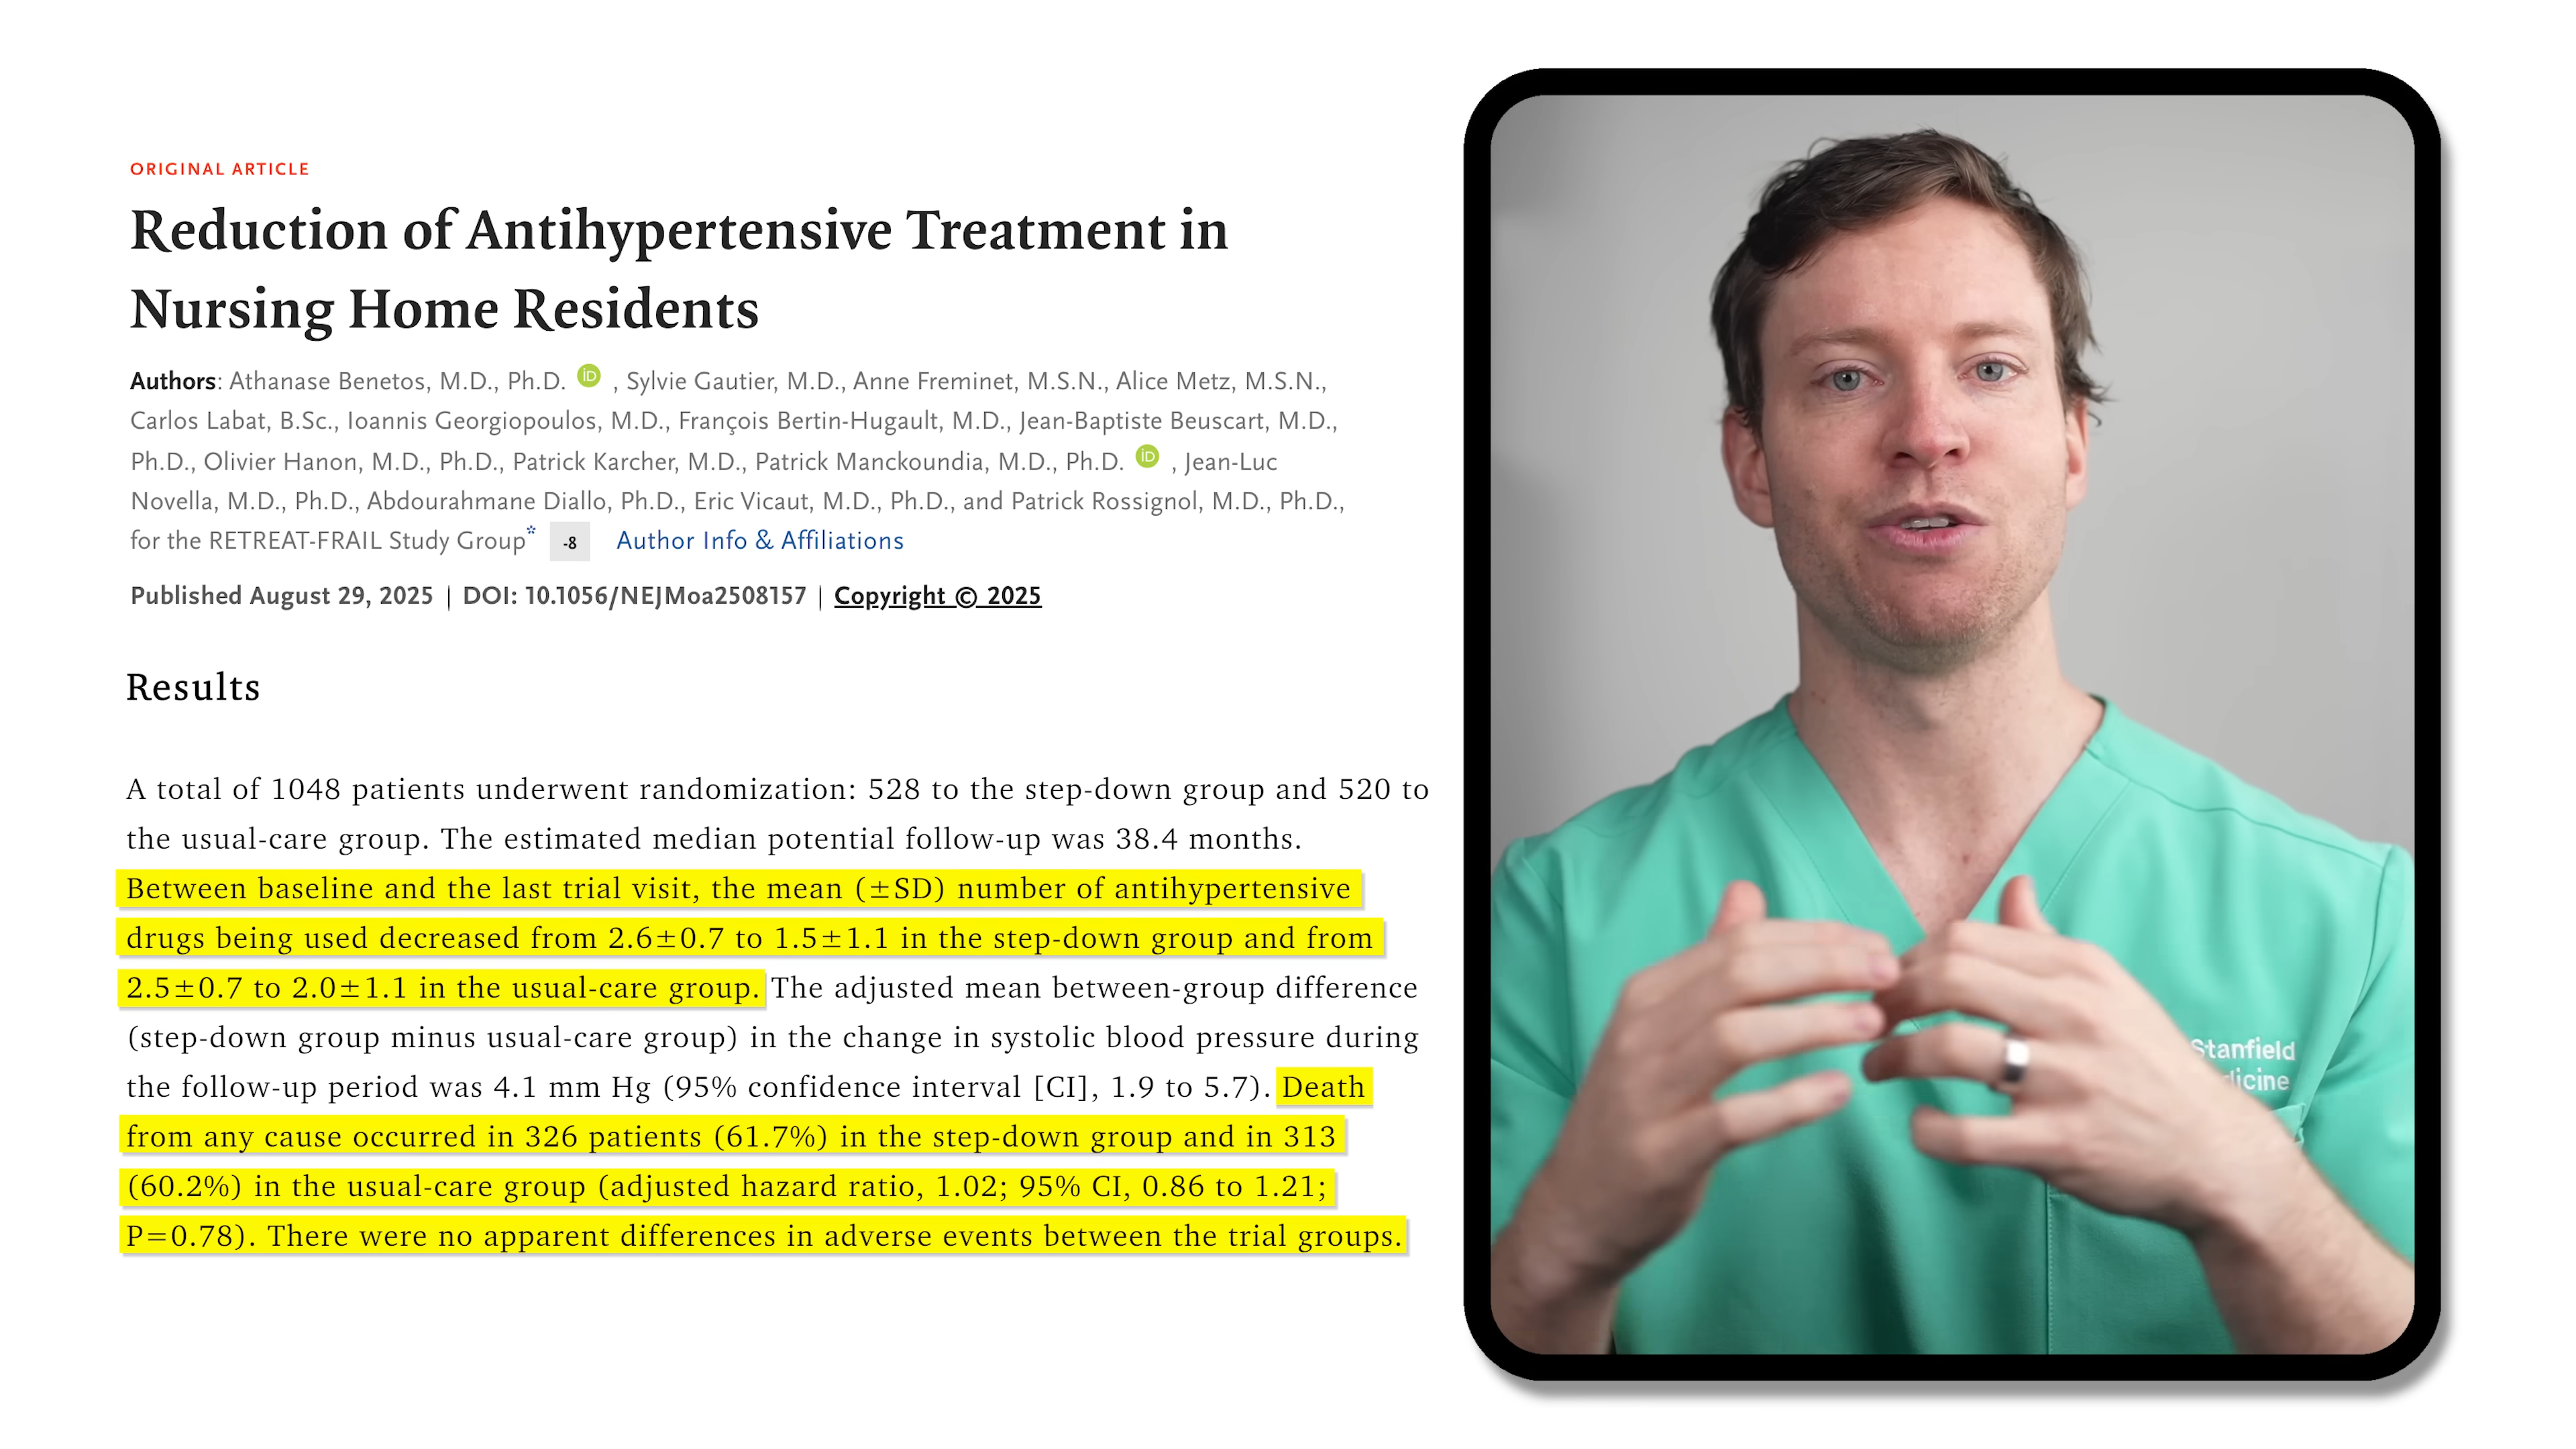 ORIGINAL ARTICLE
Reduction of Antihypertensive Treatment in
Nursing Home Residents
Authors: Athanase Benetos, M.D., Ph.D. iD , Sylvie Gautier, M.D., Anne Freminet, M.S.N., Alice Metz, M.S.N.,
Carlos Labat, B.Sc., Ioannis Georgiopoulos, M.D., François Bertin-Hugault, M.D., Jean-Baptiste Beuscart, M.D.,
Ph.D., Olivier Hanon, M.D., Ph.D., Patrick Karcher, M.D., Patrick Manckoundia, M.D., Ph.D. iD , Jean-Luc
Novella, M.D., Ph.D., Abdourahmane Diallo, Ph.D., Eric Vicaut, M.D., Ph.D., and Patrick Rossignol, M.D., Ph.D.,
for the RETREAT-FRAIL Study Group* -8 Author Info & Affiliations
Published August 29, 2025 | DOI: 10.1056/NEJMoa2508157 | Copyright © 2025
Results
A total of 1048 patients underwent randomization: 528 to the step-down group and 520 to
the usual-care group. The estimated median potential follow-up was 38.4 months.
Between baseline and the last trial visit, the mean (±SD) number of antihypertensive
drugs being used decreased from 2.6±0.7 to 1.5±1.1 in the step-down group and from
2.5±0.7 to 2.0±1.1 in the usual-care group. The adjusted mean between-group difference
(step-down group minus usual-care group) in the change in systolic blood pressure during
the follow-up period was 4.1 mm Hg (95% confidence interval [CI], 1.9 to 5.7). Death
from any cause occurred in 326 patients (61.7%) in the step-down group and in 313
(60.2%) in the usual-care group (adjusted hazard ratio, 1.02; 95% CI, 0.86 to 1.21;
P=0.78). There were no apparent differences in adverse events between the trial groups.
Stanfield